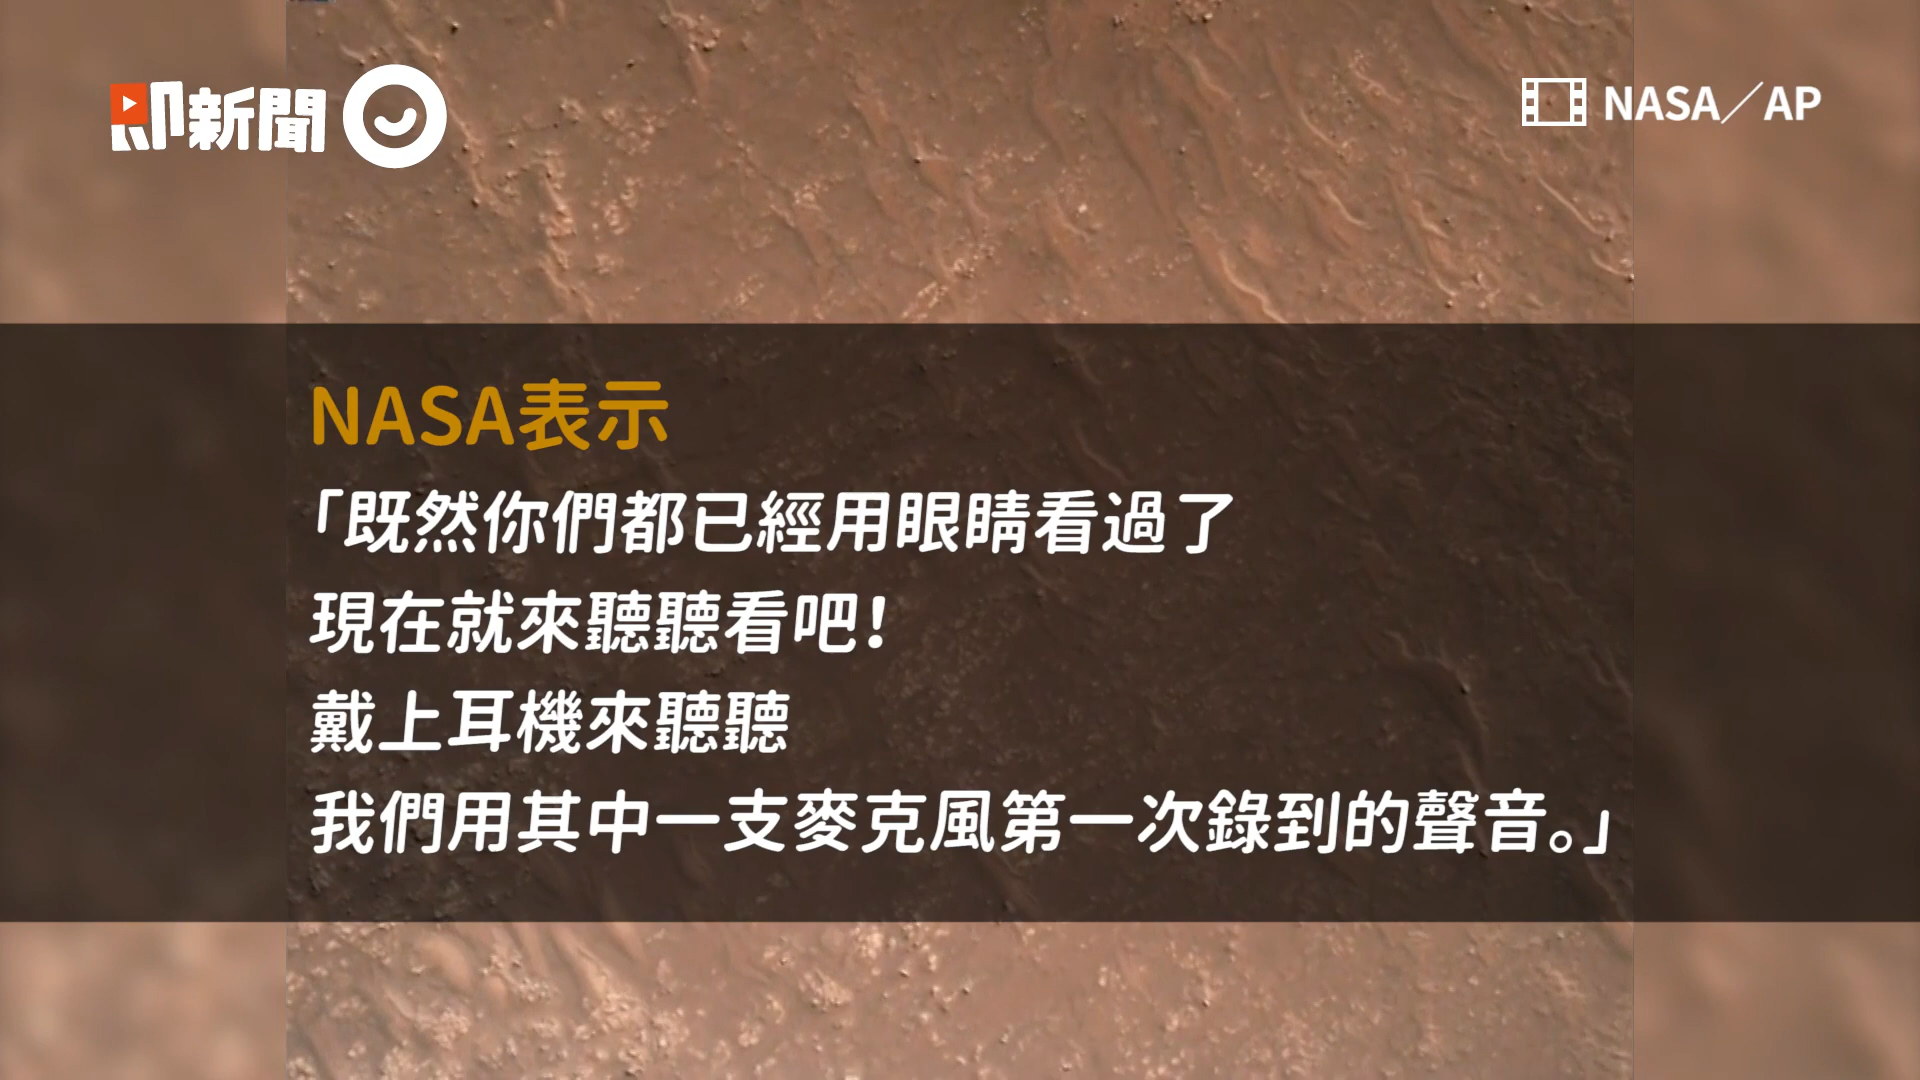 即新聞
NASA／AP
NASA表示
「既然你們都已經用眼睛看過了
現在就來聽聽看吧！
戴上耳機來聽聽
我們用其中一支麥克風第一次錄到的聲音。」